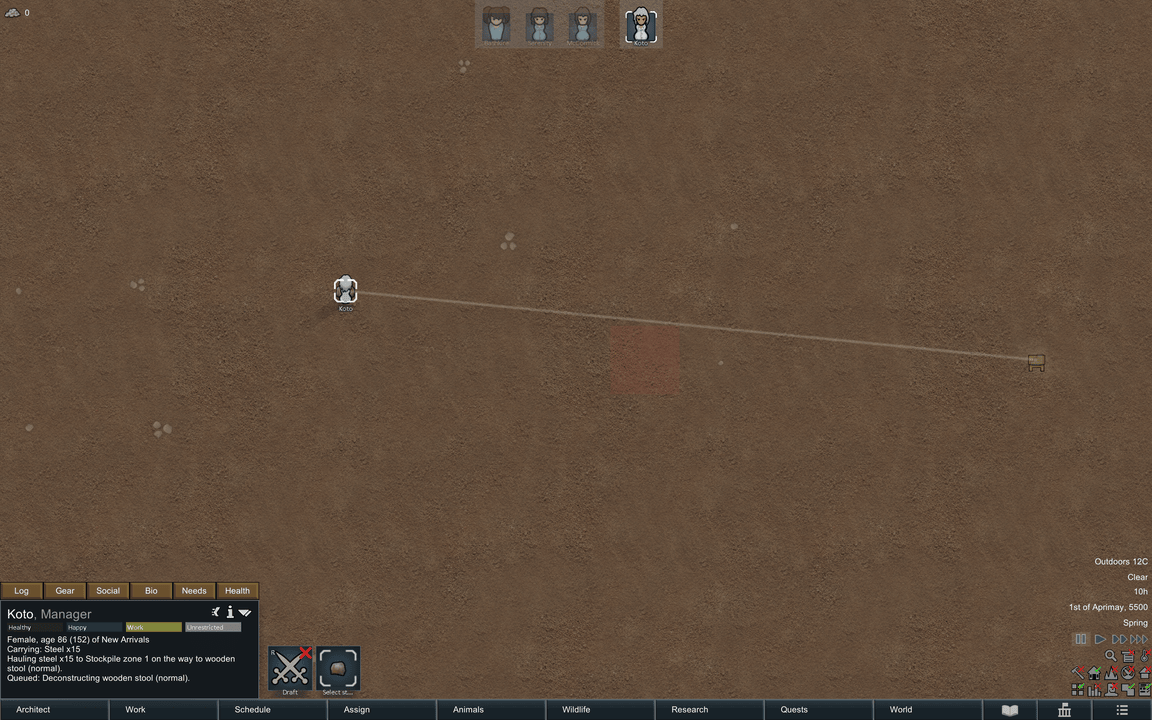 0
Koto
Koto
Outdoors 12C
Clear
10h
1st of Aprimay, 5500
Spring
Log
Gear
Social
Bio
Needs
Health
Koto, Manager
Healthy
Happy
Work
Unrestricted
Female, age 86 (152) of New Arrivals
Carrying: Steel x15
Hauling steel x15 to Stockpile zone 1 on the way to wooden
stool (normal).
Queued: Deconstructing wooden stool (normal).
R
Draft
Select st...
Architect
Work
Schedule
Assign
Animals
Wildlife
Research
Quests
World